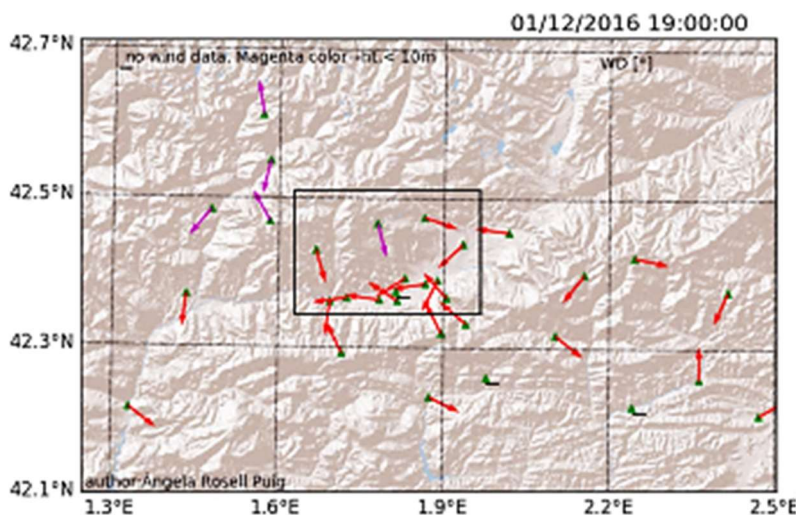 01/12/2016 19:00:00
42.7°N
no wind data. Magenta color →ht.< 10m
WD [°]
42.5°N
42.3°N
42.1°N
author:Àngela Rosell Puig
1.3°E 1.6°E 1.9°E 2.2°E 2.5°E